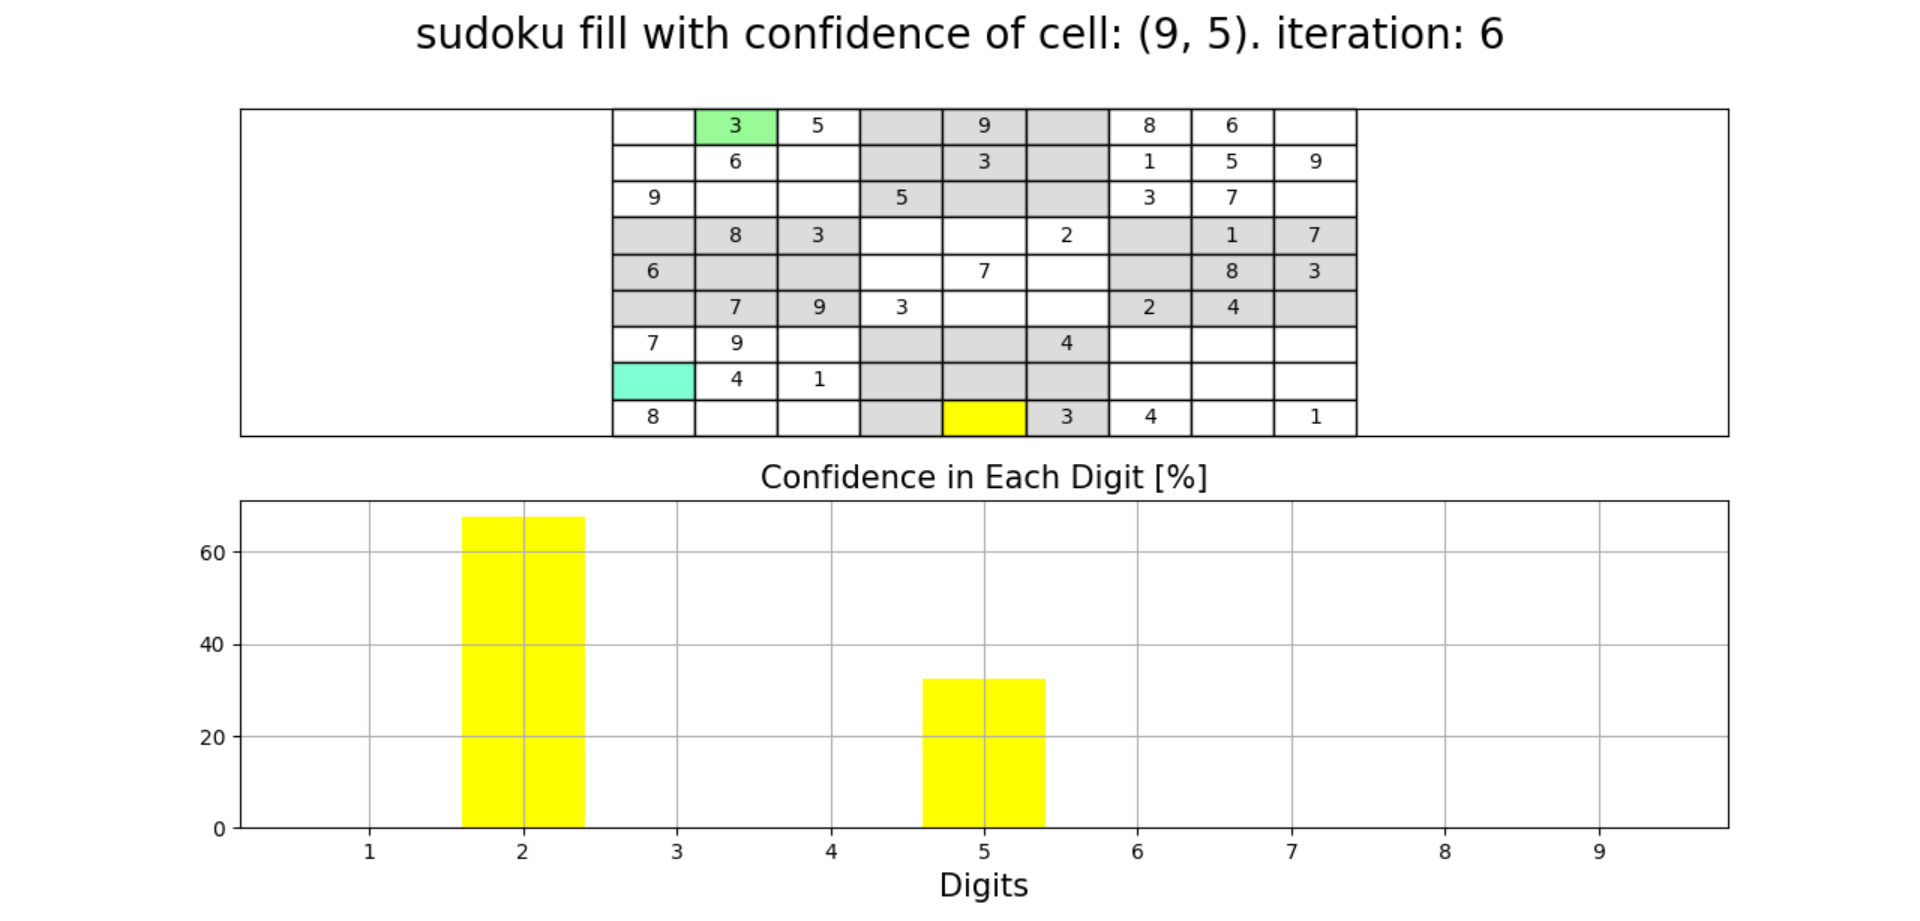 sudoku fill with confidence of cell: (9, 5). iteration: 6
3 5 9 8 6
6 3 1 5 9
9 5 3 7
8 3 2 1 7
6 7 8 3
7 9 3 2 4
7 9 4
4 1
8 3 4 1
Confidence in Each Digit [%]
60
40
20
0
1 2 3 4 5 6 7 8 9
Digits